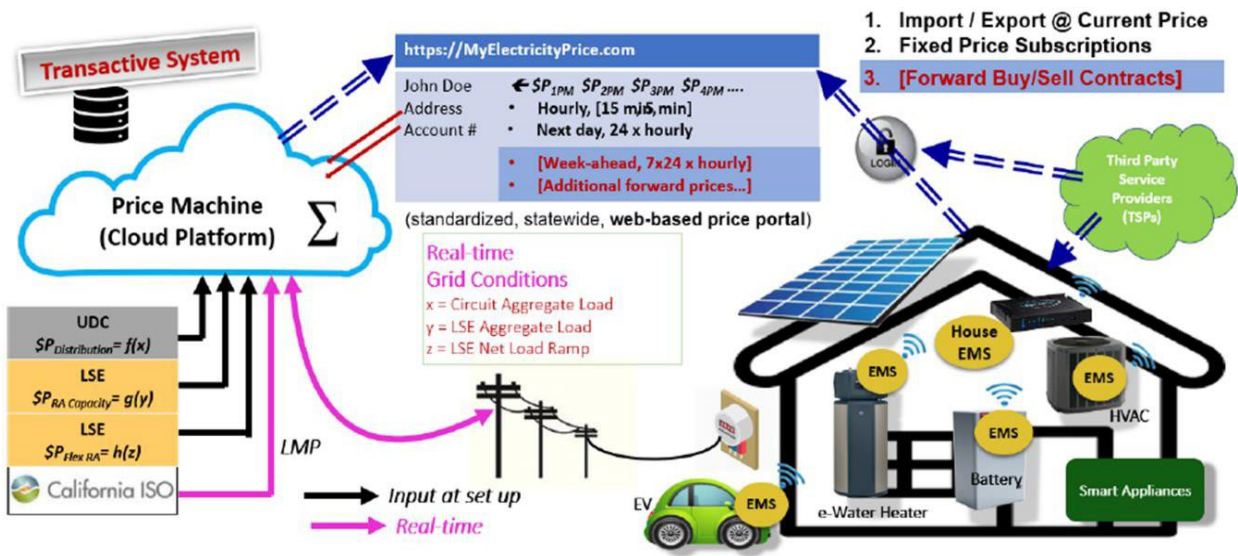 Transactive System
https://MyElectricityPrice.com
John Doe
Address
Account #
$P1PM $P2PM $P3PM $P4PM ....
• Hourly, [15 min, 5 min]
• Next day, 24 x hourly
• [Week-ahead, 7x24 x hourly]
• [Additional forward prices...]
(standardized, statewide, web-based price portal)
1. Import / Export @ Current Price
2. Fixed Price Subscriptions
3. [Forward Buy/Sell Contracts]
LOGIN
Third Party
Service
Providers
(TSPs)
Price Machine
(Cloud Platform)
Σ
Real-time
Grid Conditions
x = Circuit Aggregate Load
y = LSE Aggregate Load
z = LSE Net Load Ramp
UDC
$PDistribution= f(x)
LSE
$PRA Capacity= g(y)
LSE
$PFlex RA= h(z)
California ISO
LMP
Input at set up
Real-time
House
EMS
EMS
EMS
HVAC
EMS
Battery
e-Water Heater
EV
EMS
Smart Appliances